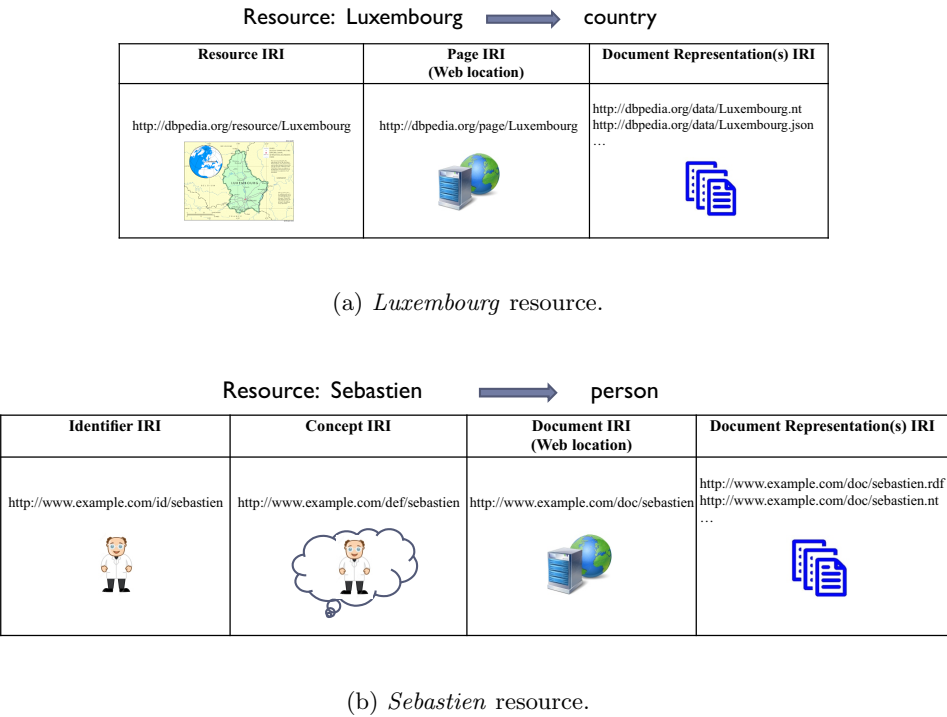 Resource: Luxembourg country
Resource IRI
Page IRI
(Web location)
Document Representation(s) IRI
http://dbpedia.org/resource/Luxembourg
http://dbpedia.org/page/Luxembourg
http://dbpedia.org/data/Luxembourg.nt
http://dbpedia.org/data/Luxembourg.json
…
(a) Luxembourg resource.
Resource: Sebastien person
Identifier IRI
Concept IRI
Document IRI
(Web location)
Document Representation(s) IRI
http://www.example.com/id/sebastien
http://www.example.com/def/sebastien
http://www.example.com/doc/sebastien
http://www.example.com/doc/sebastien.rdf
http://www.example.com/doc/sebastien.nt
…
(b) Sebastien resource.